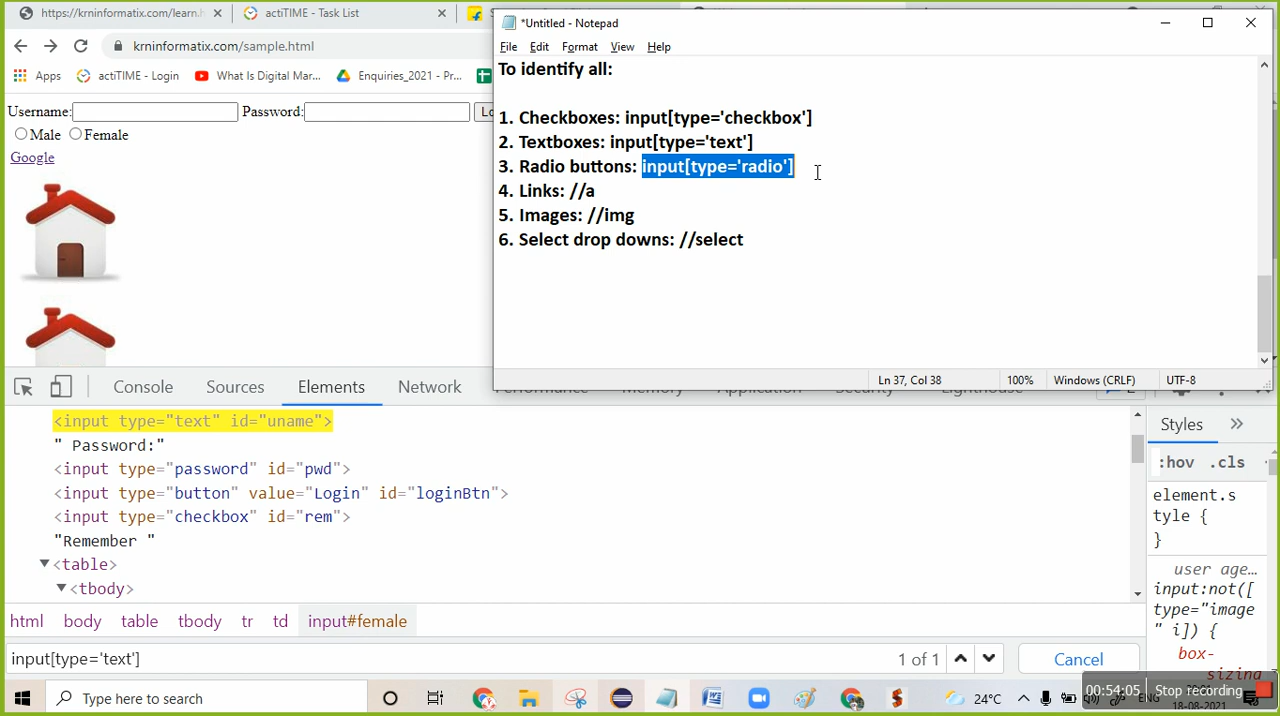 https://krninformatix.com/learn.h
actiTIME - Task List
krninformatix.com/sample.html
Apps
actiTIME - Login
What Is Digital Mar...
Enquiries_2021 - Pr...
Username:
Password:
Male
Female
Google
*Untitled - Notepad
File Edit Format View Help
To identify all:
1. Checkboxes: input[type='checkbox']
2. Textboxes: input[type='text']
3. Radio buttons: input[type='radio']
4. Links: //a
5. Images: //img
6. Select drop downs: //select
Ln 37, Col 38
100%
Windows (CRLF)
UTF-8
Console Sources Elements Network
<input type="text" id="uname">
" Password:"
<input type="password" id="pwd">
<input type="button" value="Login" id="loginBtn">
<input type="checkbox" id="rem">
"Remember "
<table>
<tbody>
html body table tbody tr td input#female
input[type='text']
1 of 1
Cancel
Styles
:hov .cls
element.s
tyle {
}
user age…
input:not([
type="image
" i]) {
box-
sizing
Type here to search
24°C
ENG
18-08-2021
00:54:05 Stop recording